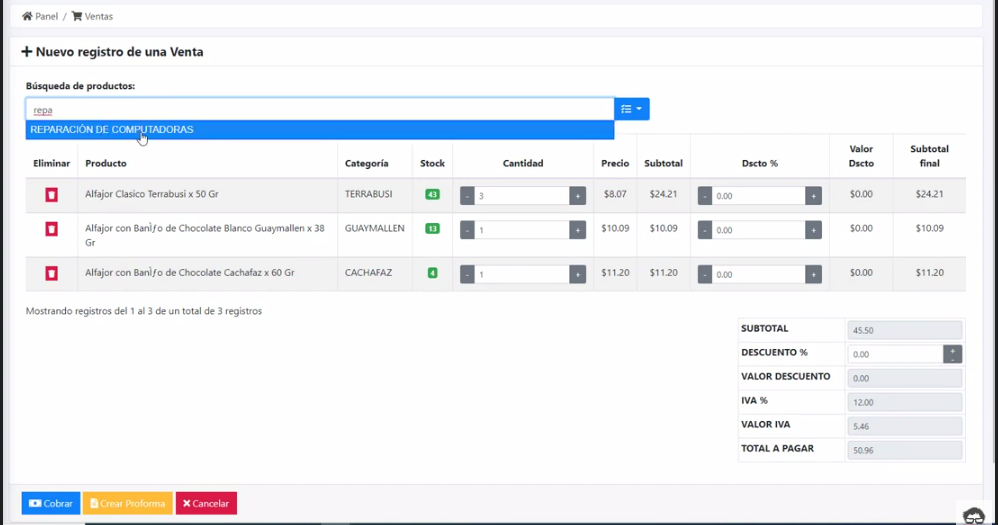 Panel / Ventas
Nuevo registro de una Venta
Búsqueda de productos:
repa
REPARACIÓN DE COMPUTADORAS
Eliminar Producto Categoría Stock Cantidad Precio Subtotal Dscto % Valor Dscto Subtotal final
Alfajor Clasico Terrabusi x 50 Gr TERRABUSI 43 - 3 + $8.07 $24.21 - 0.00 + $0.00 $24.21
Alfajor con BanÌƒo de Chocolate Blanco Guaymallen x 38 GUAYMALLEN 13 - 1 + $10.09 $10.09 - 0.00 + $0.00 $10.09
Gr
Alfajor con BanÌƒo de Chocolate Cachafaz x 60 Gr CACHAFAZ 4 - 1 + $11.20 $11.20 - 0.00 + $0.00 $11.20
Mostrando registros del 1 al 3 de un total de 3 registros
SUBTOTAL 45.50
DESCUENTO % 0.00 + -
VALOR DESCUENTO 0.00
IVA % 12.00
VALOR IVA 5.46
TOTAL A PAGAR 50.96
Cobrar Crear Proforma Cancelar